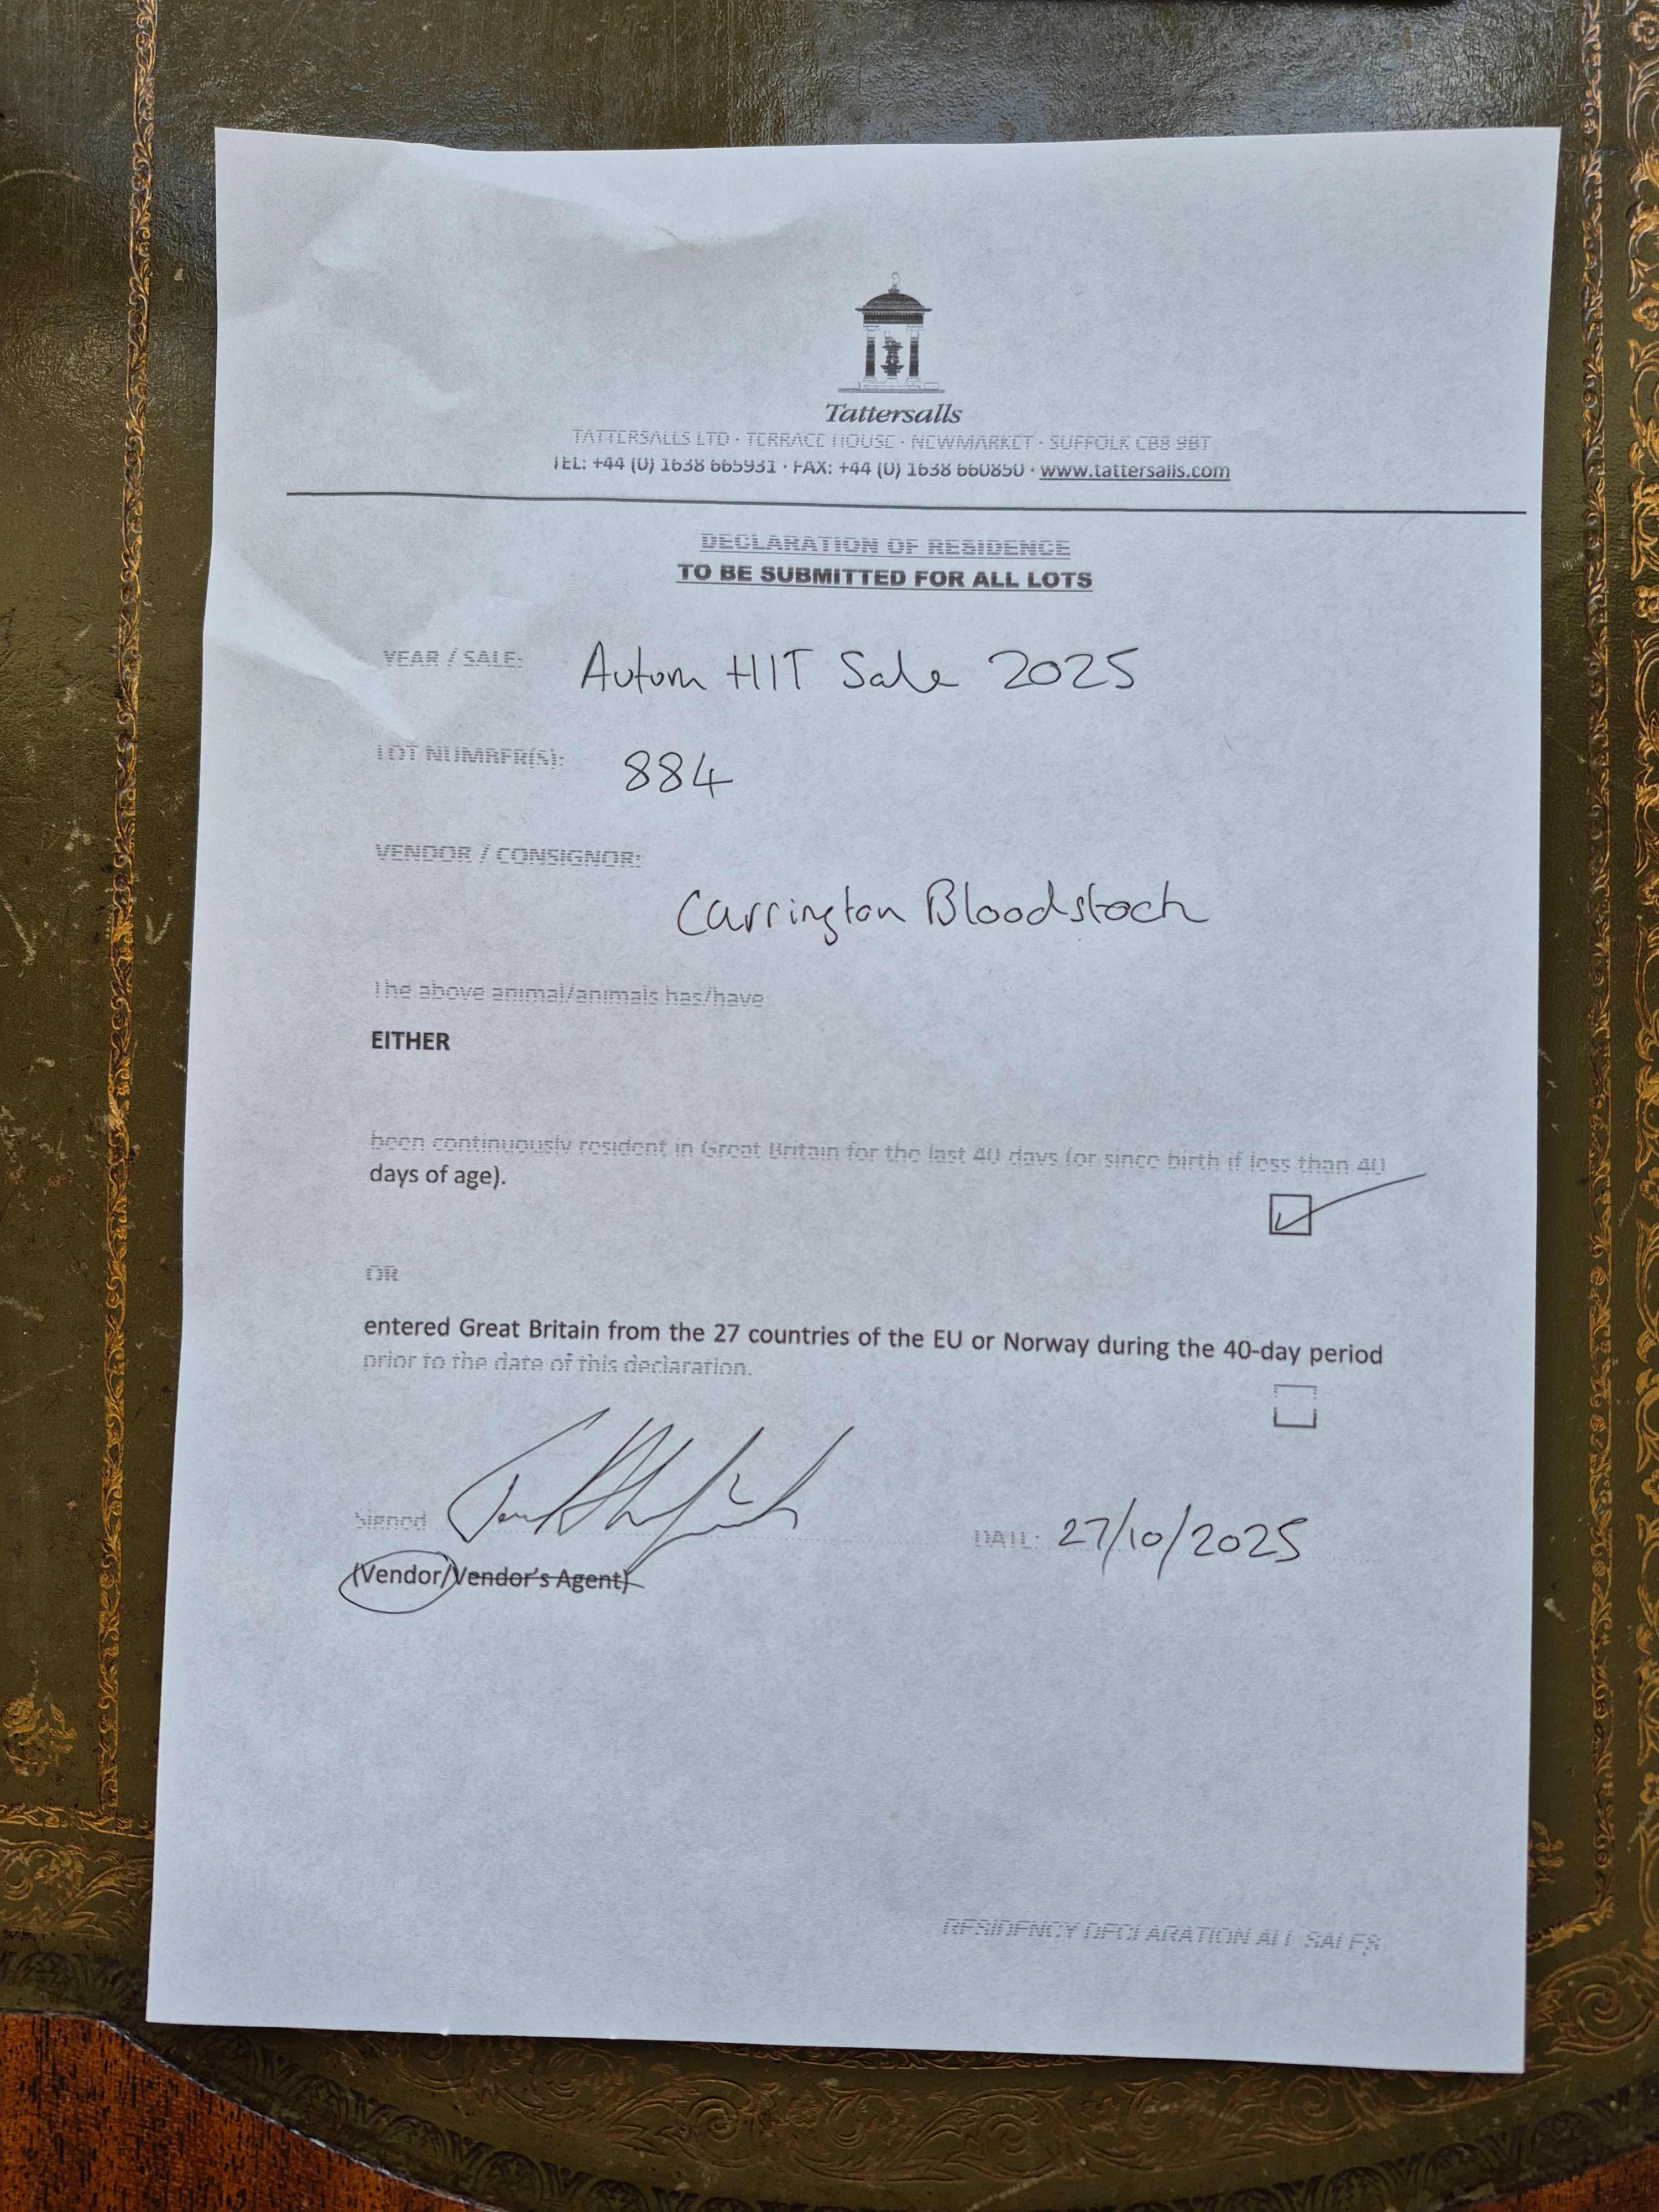 Tattersalls
TATTERSALLS LTD · TERRACE HOUSE · NEWMARKET · SUFFOLK CB8 9BT
TEL: +44 (0) 1638 665931 · FAX: +44 (0) 1638 660850 · www.tattersalls.com
DECLARATION OF RESIDENCE
TO BE SUBMITTED FOR ALL LOTS
YEAR / SALE: Autum HIT Sale 2025
LOT NUMBER(S): 884
VENDOR / CONSIGNOR:
Carrington Bloodstock
The above animal/animals has/have
EITHER
been continuously resident in Great Britain for the last 40 days (or since birth if less than 40
days of age).
OR
entered Great Britain from the 27 countries of the EU or Norway during the 40-day period
prior to the date of this declaration.
Signed DATE: 27/10/2025
(Vendor/Vendor's Agent)
RESIDENCY DECLARATION ALL SALES